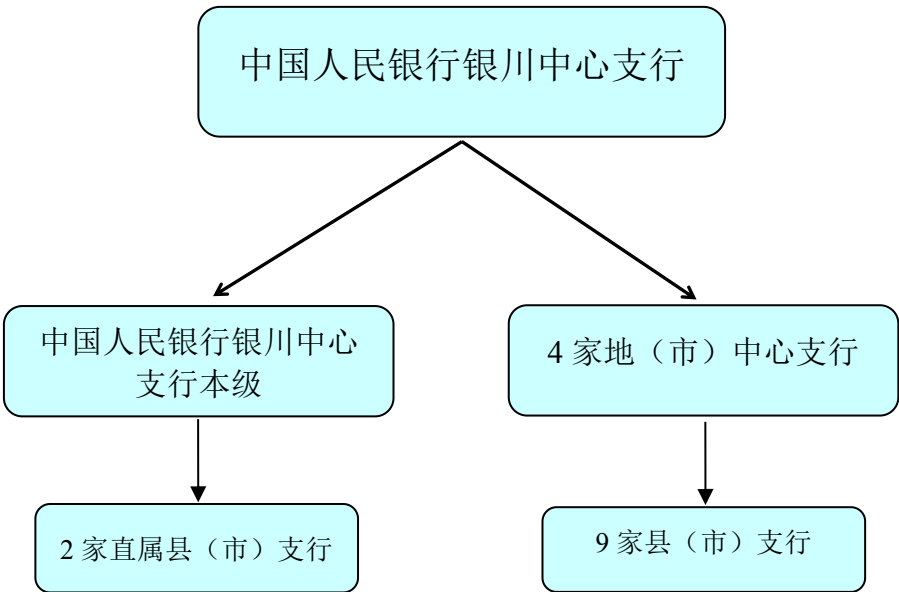 中国人民银行银川中心支行
中国人民银行银川中心
支行本级
4 家地（市）中心支行
2 家直属县（市）支行
9 家县（市）支行